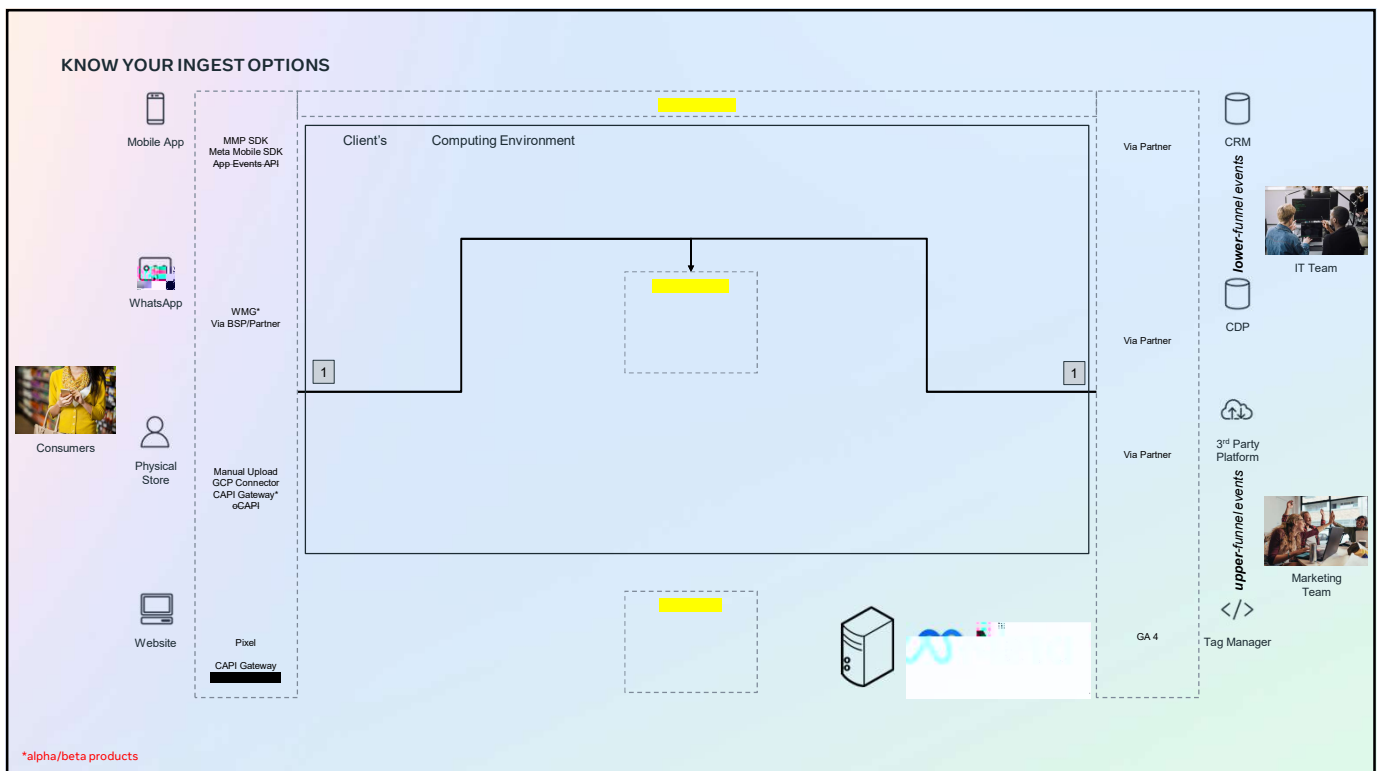 KNOW YOUR INGEST OPTIONS
Mobile App
MMP SDK
Meta Mobile SDK
App Events API
Client's Computing Environment
Via Partner
CRM
lower-funnel events
IT Team
WhatsApp
WMG*
Via BSP/Partner
CDP
Via Partner
1
1
Consumers
Physical
Store
Manual Upload
GCP Connector
CAPI Gateway*
oCAPI
Via Partner
3rd Party
Platform
upper-funnel events
Marketing
Team
Website
Pixel
CAPI Gateway
GA 4
</>
Tag Manager
*alpha/beta products